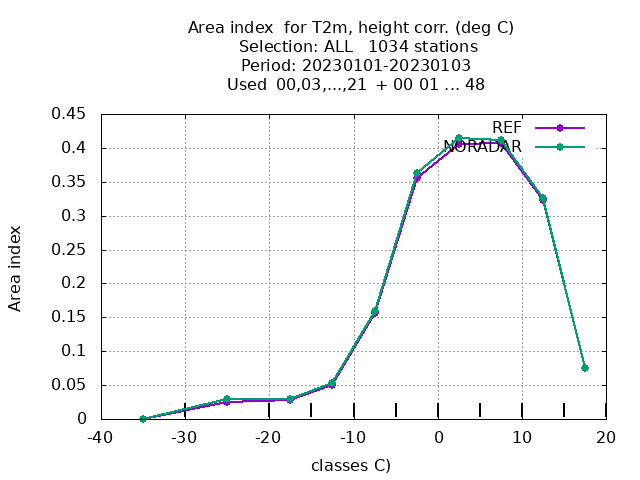 Area index  for T2m, height corr. (deg C)
Selection: ALL   1034 stations
Period: 20230101-20230103
Used  00,03,...,21  + 00 01 ... 48
0.45
0.4
0.35
0.3
0.25
0.2
0.15
0.1
0.05
0
Area index
REF
NORADAR
-40
-30
-20
-10
0
10
20
classes C)